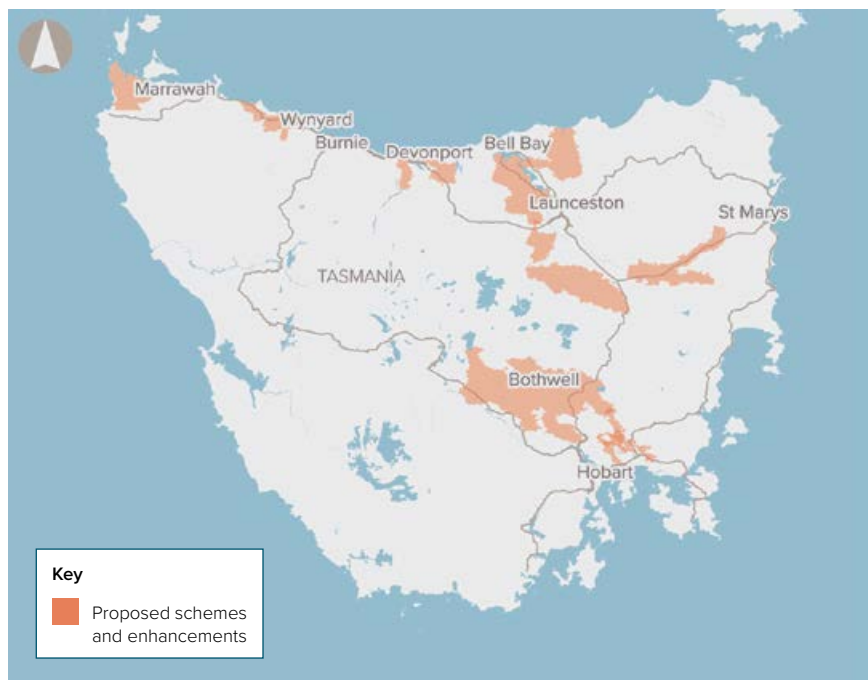 Marrawah
Wynyard
Burnie
Devonport
Bell Bay
Launceston
St Marys
TASMANIA
Bothwell
Hobart
Key
Proposed schemes
and enhancements